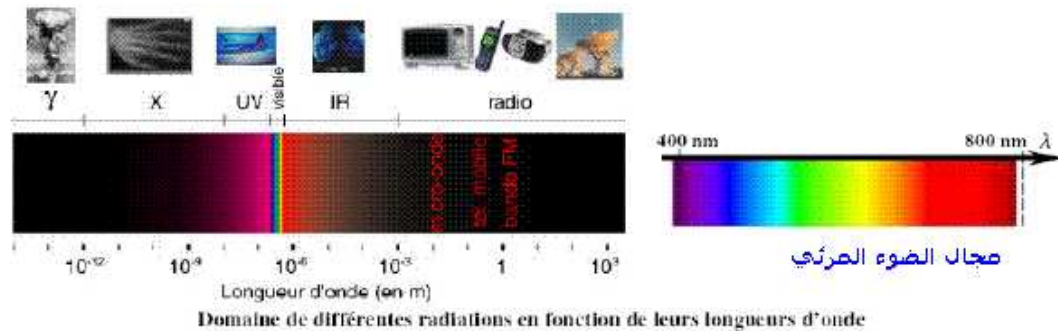 γ X UV visible IR radio
micro-onde
tel. mobile
bande FM
10⁻¹² 10⁻⁹ 10⁻⁶ 10⁻³ 1 10³
Longueur d'onde (en m)
400 nm 800 nm λ
مجال الضوء المرئي
Domaine de différentes radiations en fonction de leurs longueurs d'onde